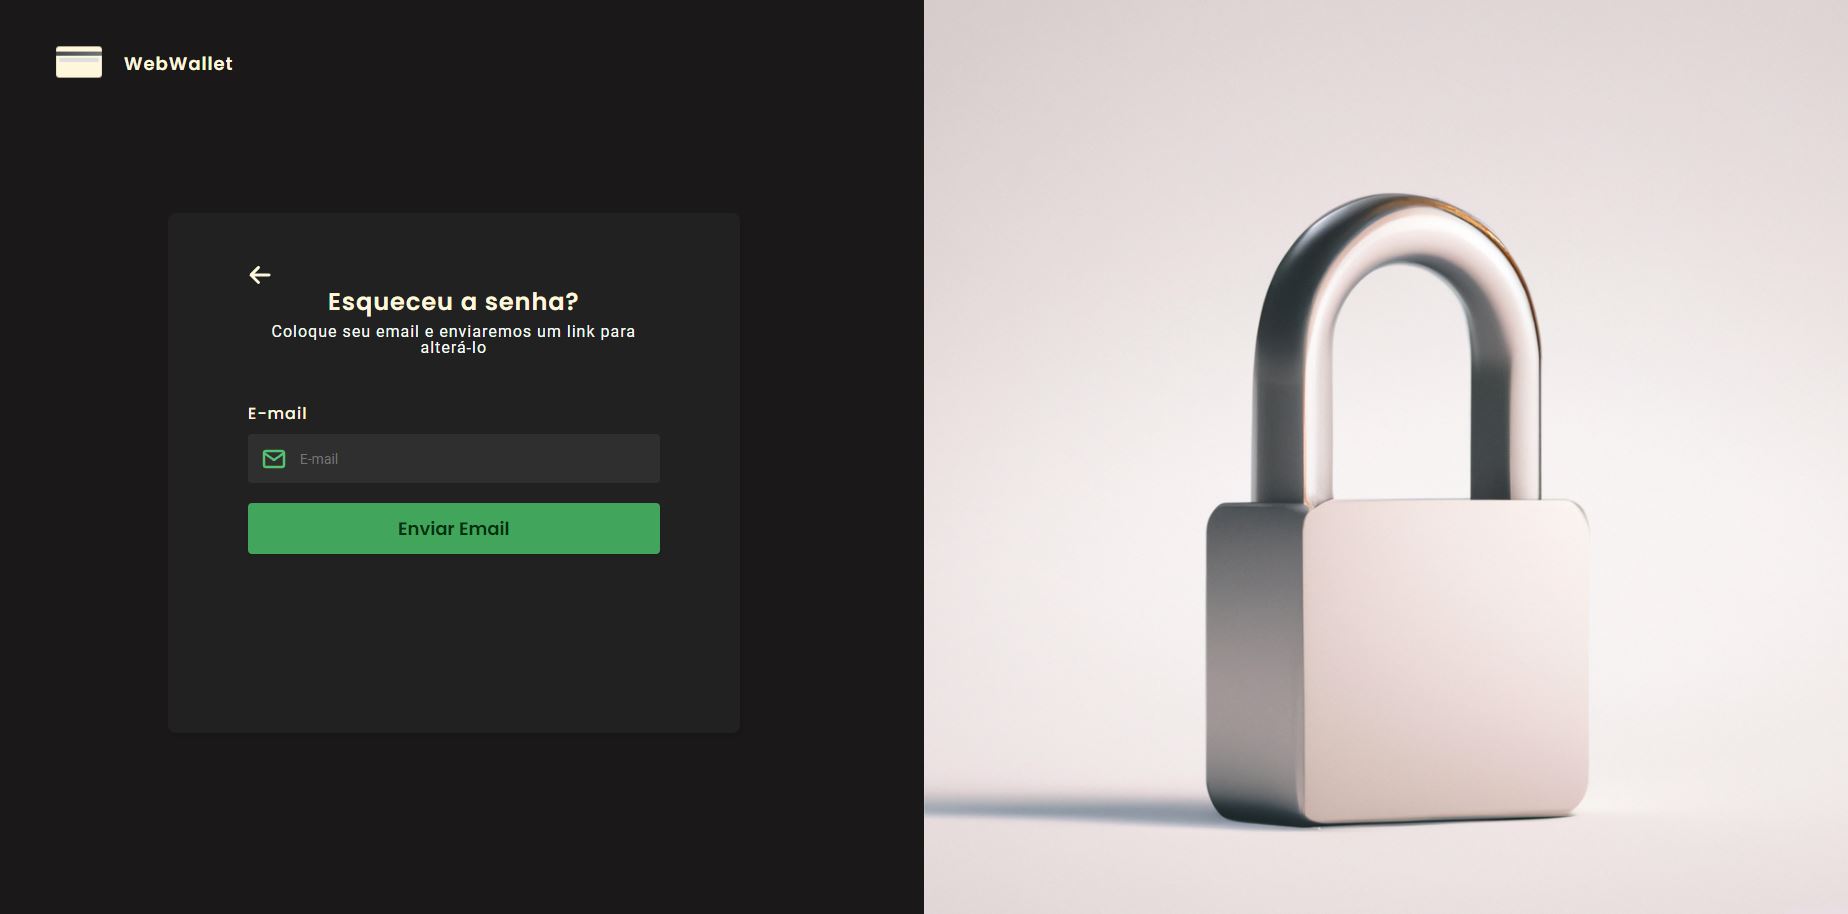 WebWallet
Esqueceu a senha?
Coloque seu email e enviaremos um link para
alterá-lo
E-mail
E-mail
Enviar Email